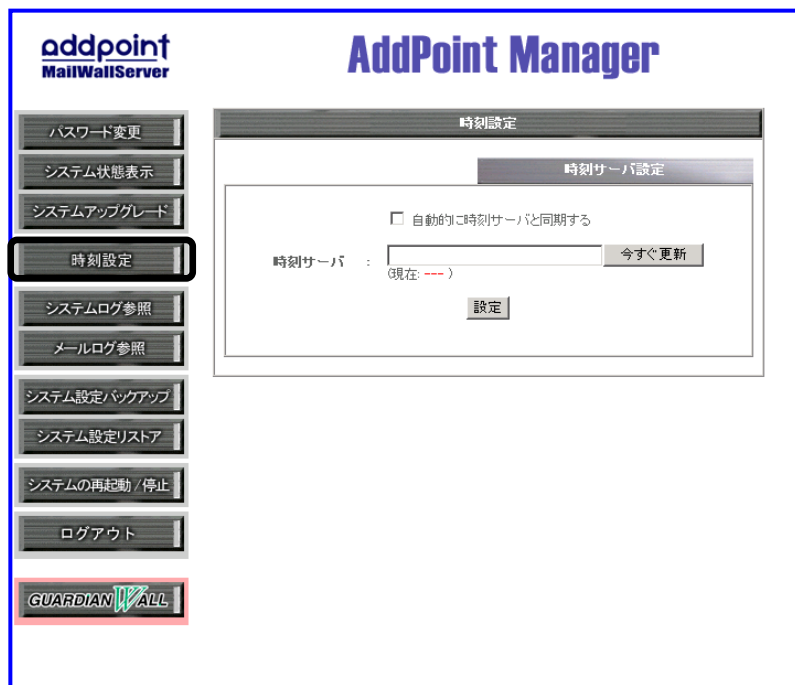 addpoint
MailWallServer
AddPoint Manager
パスワード変更
システム状態表示
システムアップグレード
時刻設定
システムログ参照
メールログ参照
システム設定バックアップ
システム設定リストア
システムの再起動/停止
ログアウト
GUARDIAN WALL
時刻設定
時刻サーバ設定
自動的に時刻サーバと同期する
時刻サーバ : 今すぐ更新
(現在: --- )
設定